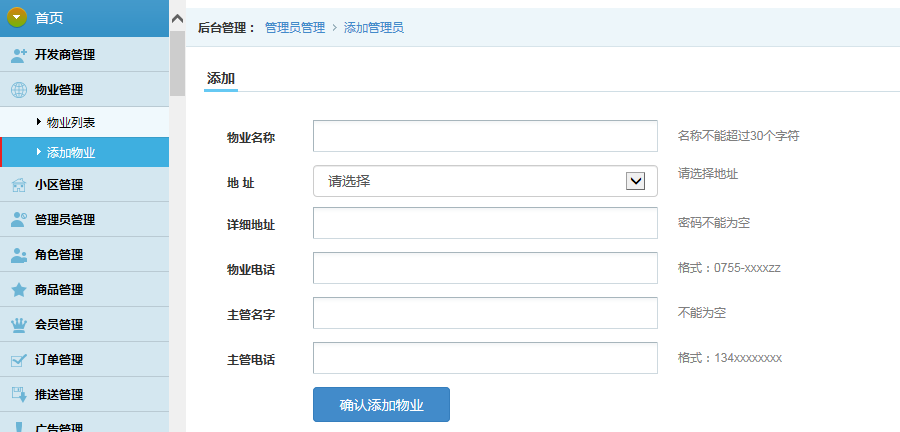 首页
开发商管理
物业管理
物业列表
添加物业
小区管理
管理员管理
角色管理
商品管理
会员管理
订单管理
推送管理
广告管理
后台管理： 管理员管理 > 添加管理员
添加
物业名称 名称不能超过30个字符
地 址 请选择 请选择地址
详细地址 密码不能为空
物业电话 格式：0755-xxxxzz
主管名字 不能为空
主管电话 格式：134xxxxxxxx
确认添加物业